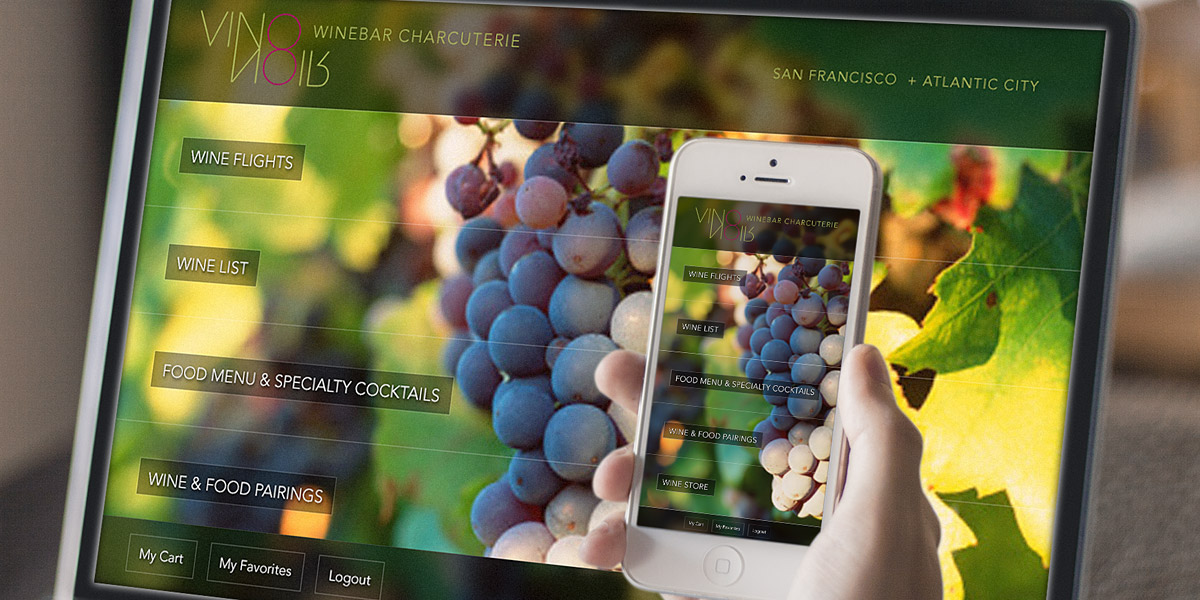 VINO
NOIR
WINEBAR CHARCUTERIE
SAN FRANCISCO + ATLANTIC CITY
WINE FLIGHTS
WINE LIST
FOOD MENU & SPECIALTY COCKTAILS
WINE & FOOD PAIRINGS
My Cart
My Favorites
Logout
VINO
NOIR
WINEBAR CHARCUTERIE
WINE FLIGHTS
WINE LIST
FOOD MENU & SPECIALTY COCKTAILS
WINE & FOOD PAIRINGS
WINE STORE
My Cart
My Favorites
Logout